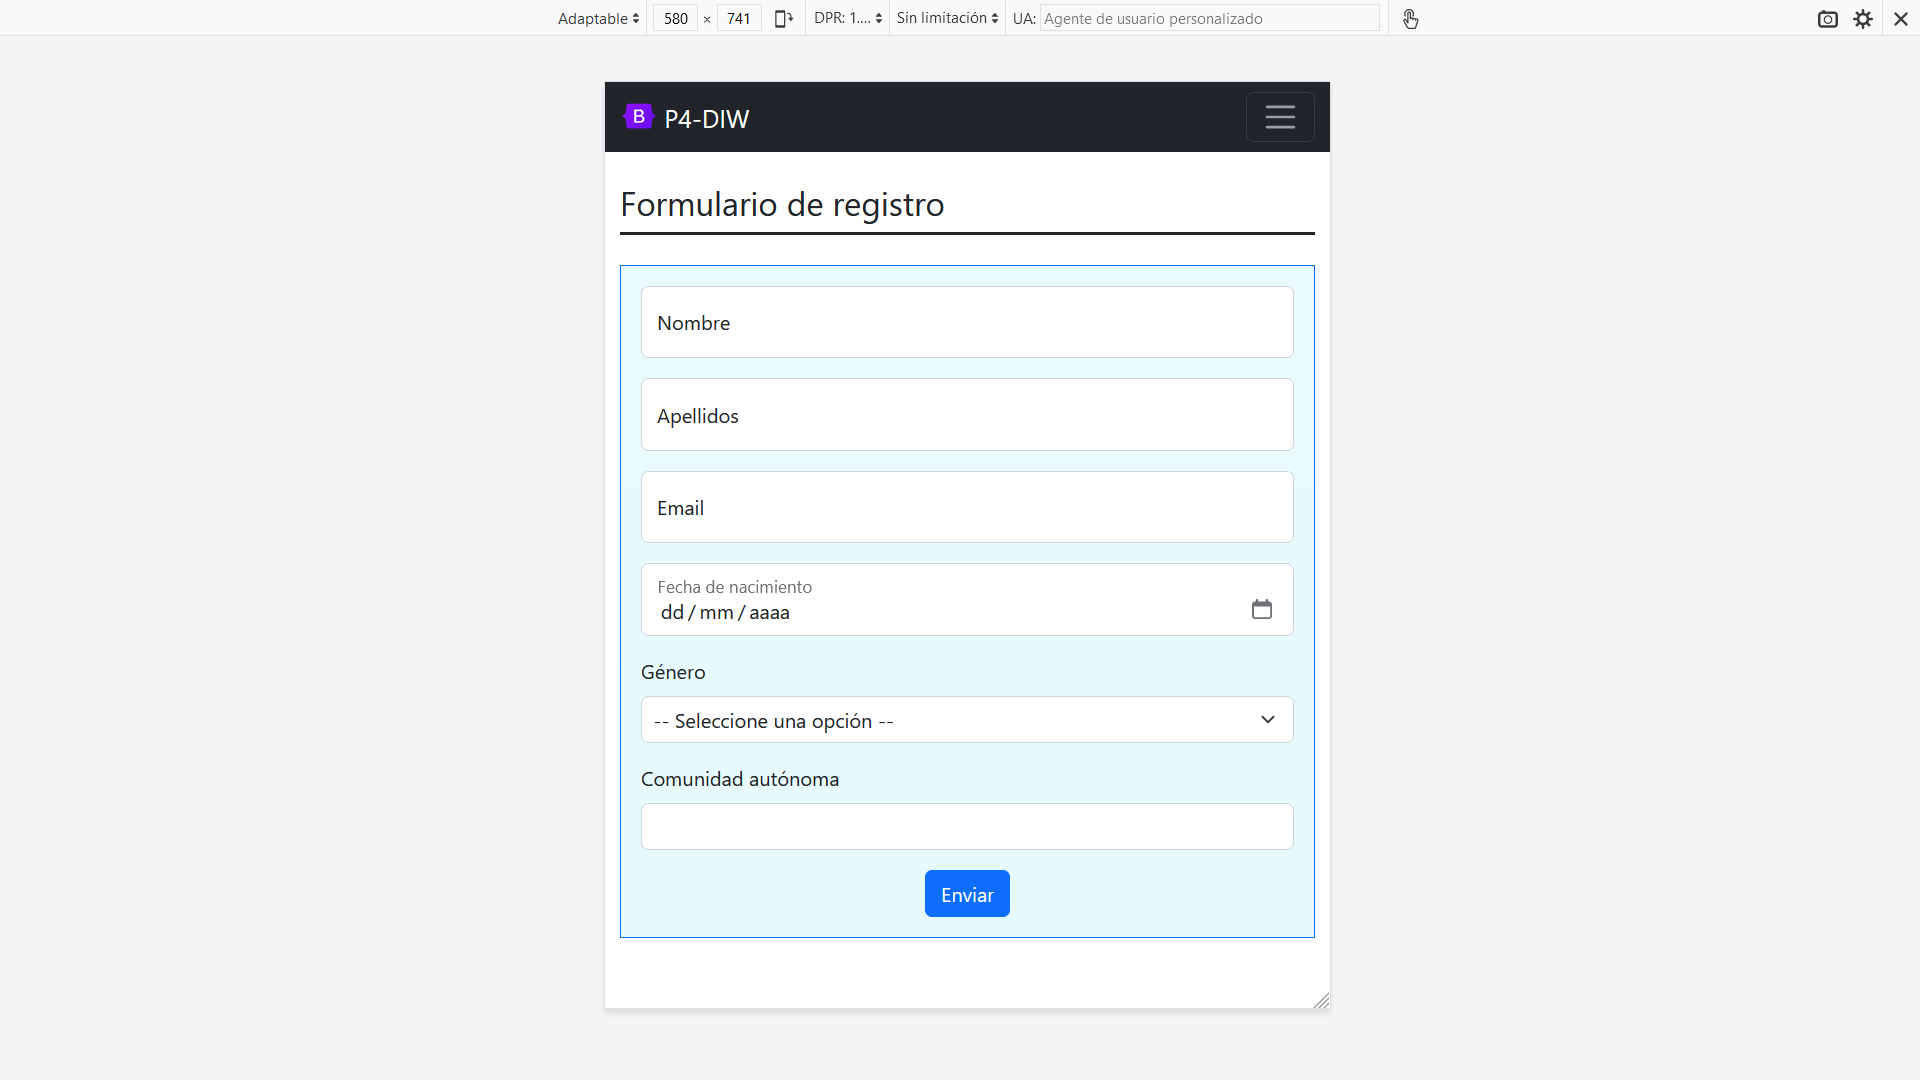 Adaptable 580 × 741 DPR: 1.... Sin limitación UA: Agente de usuario personalizado
B P4-DIW
Formulario de registro
Nombre
Apellidos
Email
Fecha de nacimiento
dd / mm / aaaa
Género
-- Seleccione una opción --
Comunidad autónoma
Enviar